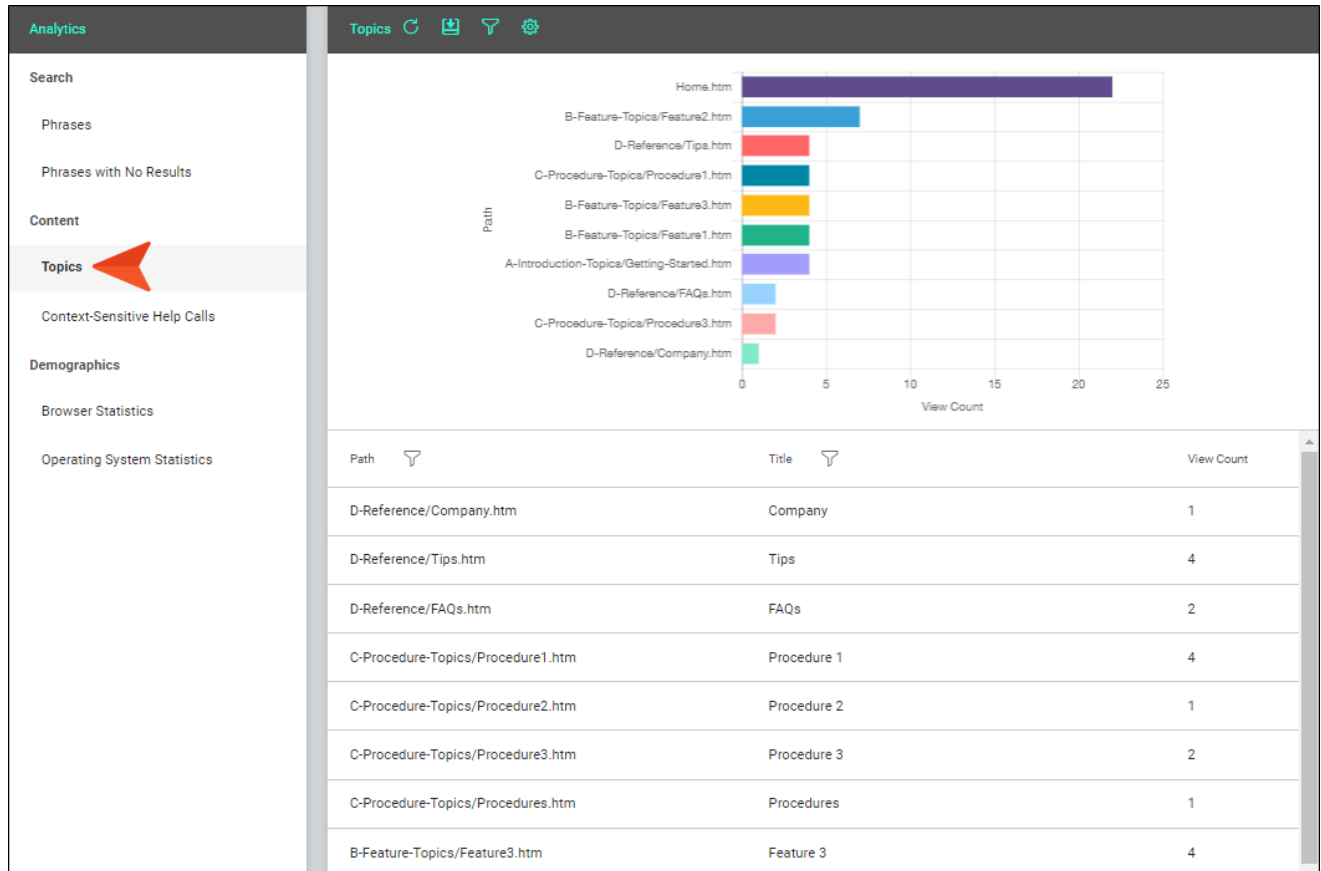 Analytics
Search
Phrases
Phrases with No Results
Content
Topics
Context-Sensitive Help Calls
Demographics
Browser Statistics
Operating System Statistics
Topics
Path
Home.htm
B-Feature-Topics/Feature2.htm
D-Reference/Tips.htm
C-Procedure-Topics/Procedure1.htm
B-Feature-Topics/Feature3.htm
B-Feature-Topics/Feature1.htm
A-Introduction-Topics/Getting-Started.htm
D-Reference/FAQs.htm
C-Procedure-Topics/Procedure3.htm
D-Reference/Company.htm
0 5 10 15 20 25
View Count
Path Title View Count
D-Reference/Company.htm Company 1
D-Reference/Tips.htm Tips 4
D-Reference/FAQs.htm FAQs 2
C-Procedure-Topics/Procedure1.htm Procedure 1 4
C-Procedure-Topics/Procedure2.htm Procedure 2 1
C-Procedure-Topics/Procedure3.htm Procedure 3 2
C-Procedure-Topics/Procedures.htm Procedures 1
B-Feature-Topics/Feature3.htm Feature 3 4